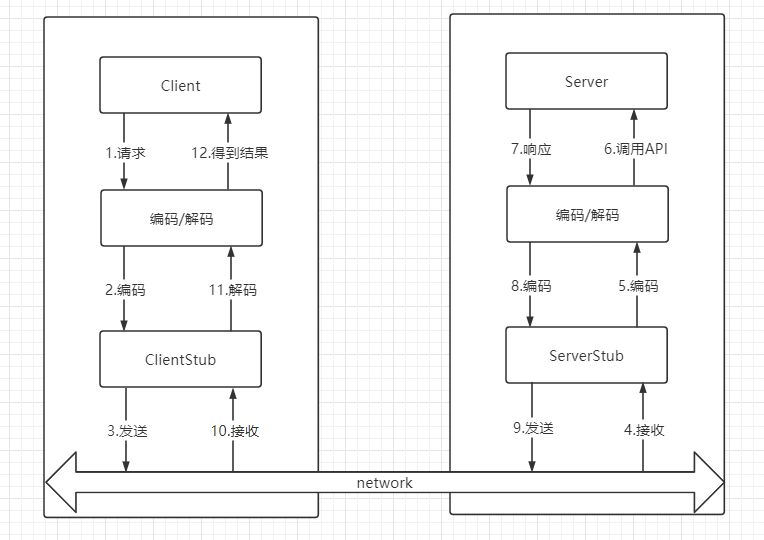 Client
1.请求
12.得到结果
编码/解码
2.编码
11.解码
ClientStub
3.发送
10.接收
Server
7.响应
6.调用API
编码/解码
8.编码
5.编码
ServerStub
9.发送
4.接收
network